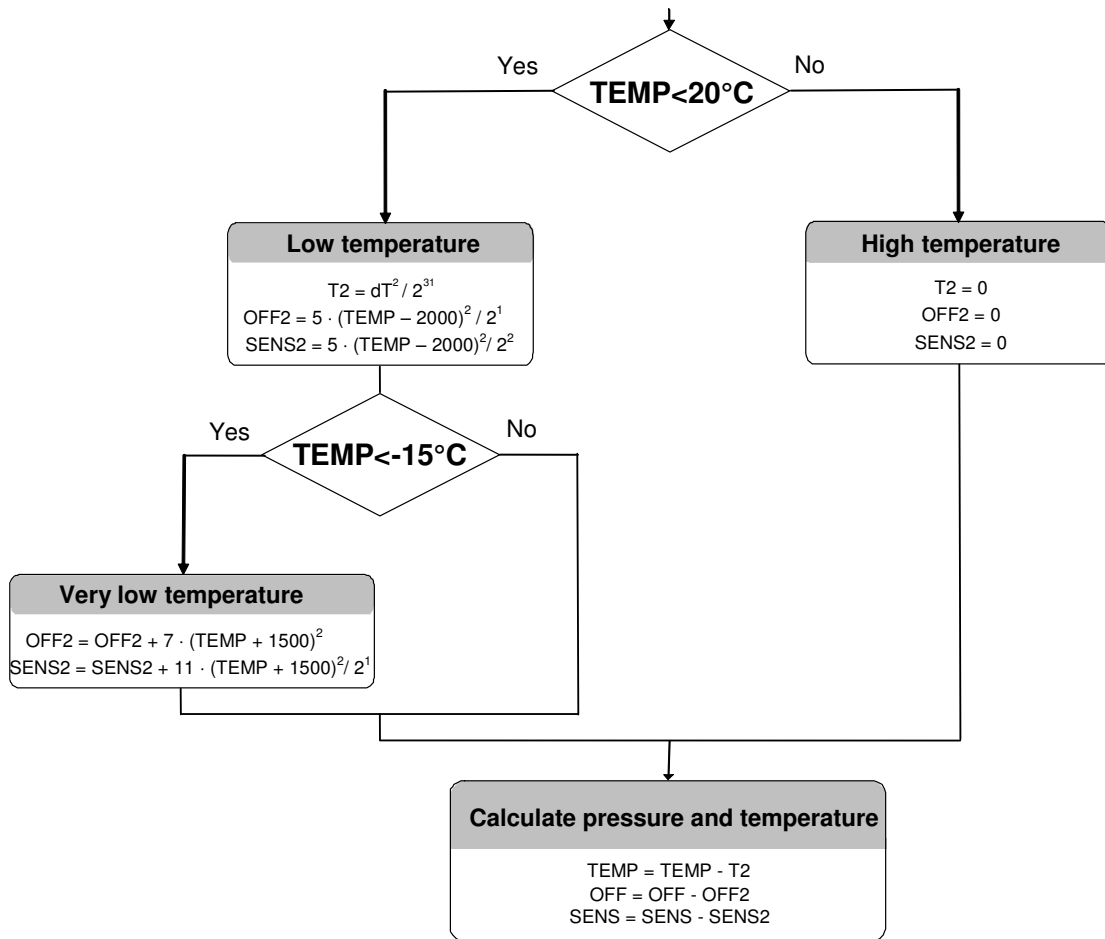 TEMP<20°C
Yes
No
Low temperature
T2 = dT² / 2³¹
OFF2 = 5 · (TEMP – 2000)² / 2¹
SENS2 = 5 · (TEMP – 2000)²/ 2²
High temperature
T2 = 0
OFF2 = 0
SENS2 = 0
TEMP<-15°C
Yes
No
Very low temperature
OFF2 = OFF2 + 7 · (TEMP + 1500)²
SENS2 = SENS2 + 11 · (TEMP + 1500)²/ 2¹
Calculate pressure and temperature
TEMP = TEMP - T2
OFF = OFF - OFF2
SENS = SENS - SENS2